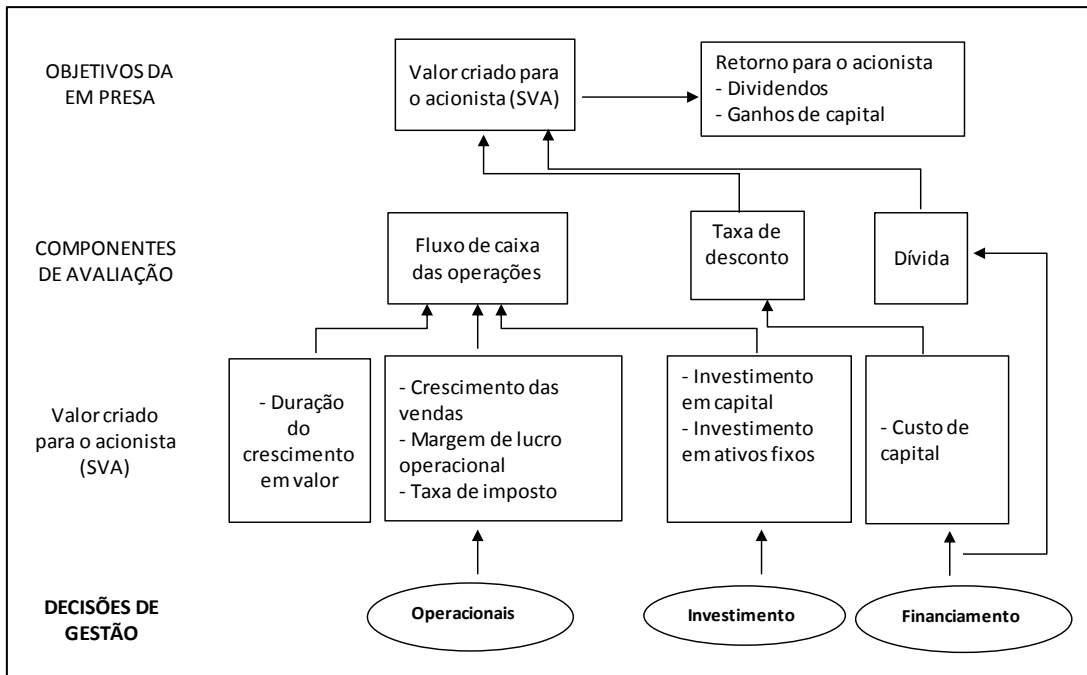 OBJETIVOS DA
EM PRESA
Valor criado para
o acionista (SVA)
Retorno para o acionista
- Dividendos
- Ganhos de capital
COMPONENTES
DE AVALIAÇÃO
Fluxo de caixa
das operações
Taxa de
desconto
Dívida
Valor criado
para o acionista
(SVA)
- Duração
do
crescimento
em valor
- Crescimento das
vendas
- Margem de lucro
operacional
- Taxa de imposto
- Investimento
em capital
- Investimento
em ativos fixos
- Custo de
capital
DECISÕES DE
GESTÃO
Operacionais
Investimento
Financiamento